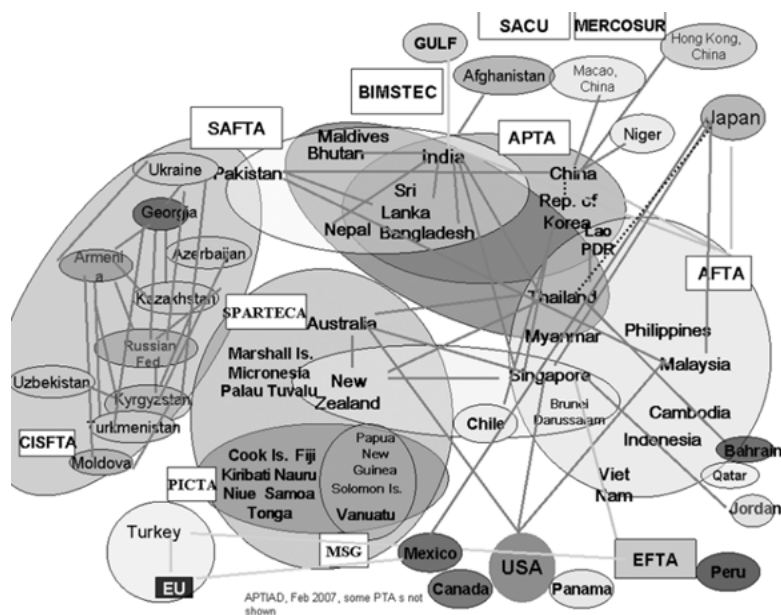 SACU
MERCOSUR
GULF
Hong Kong,
China
BIMSTEC
Afghanistan
Macao,
China
SAFTA
APTA
Japan
Maldives
Bhutan
India
Niger
Ukraine
Pakistan
China
Georgia
Sri
Lanka
Rep. of
Korea
Nepal
Bangladesh
Lao
PDR
Armeni
a
Azerbaijan
AFTA
Kazakhstan
SPARTECA
Thailand
Australia
Myanmar
Philippines
Russian
Fed.
Marshall Is.
Micronesia
Palau Tuvalu
New
Zealand
Singapore
Malaysia
Uzbekistan
Kyrgyzstan
Brunei
Darussalam
Cambodia
Turkmenistan
Chile
CISFTA
Papua
New
Guinea
Solomon Is.
Vanuatu
Indonesia
Cook Is. Fiji
Kiribati Nauru
Niue Samoa
Tonga
Bahrain
Moldova
PICTA
Viet
Nam
Qatar
Jordan
Turkey
MSG
Mexico
USA
EFTA
Peru
EU
Canada
Panama
APTIAD, Feb 2007, some PTA s not
shown